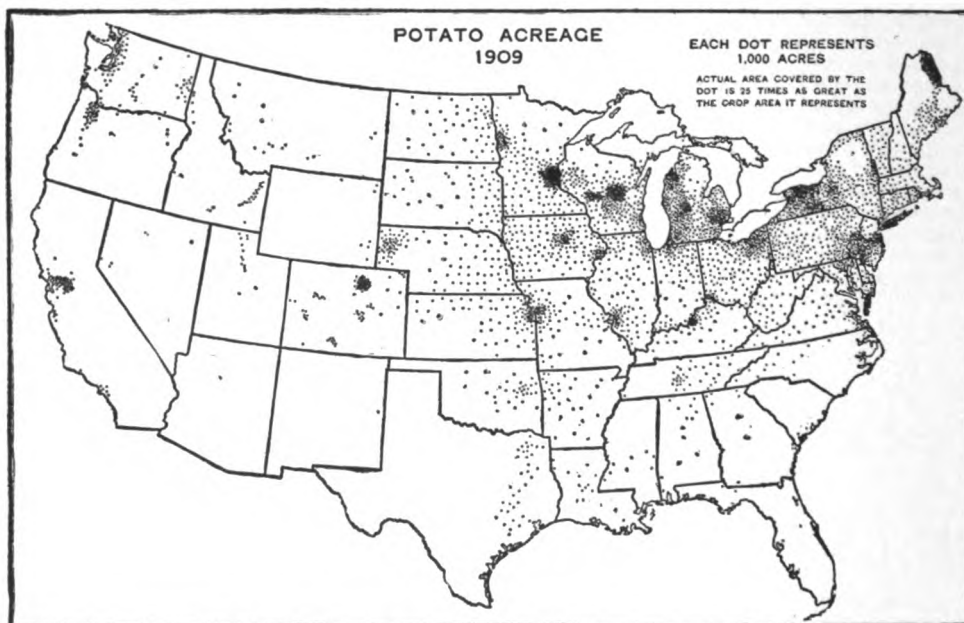 POTATO ACREAGE
1909
EACH DOT REPRESENTS
1,000 ACRES
ACTUAL AREA COVERED BY THE
DOT IS 25 TIMES AS GREAT AS
THE CROP AREA IT REPRESENTS